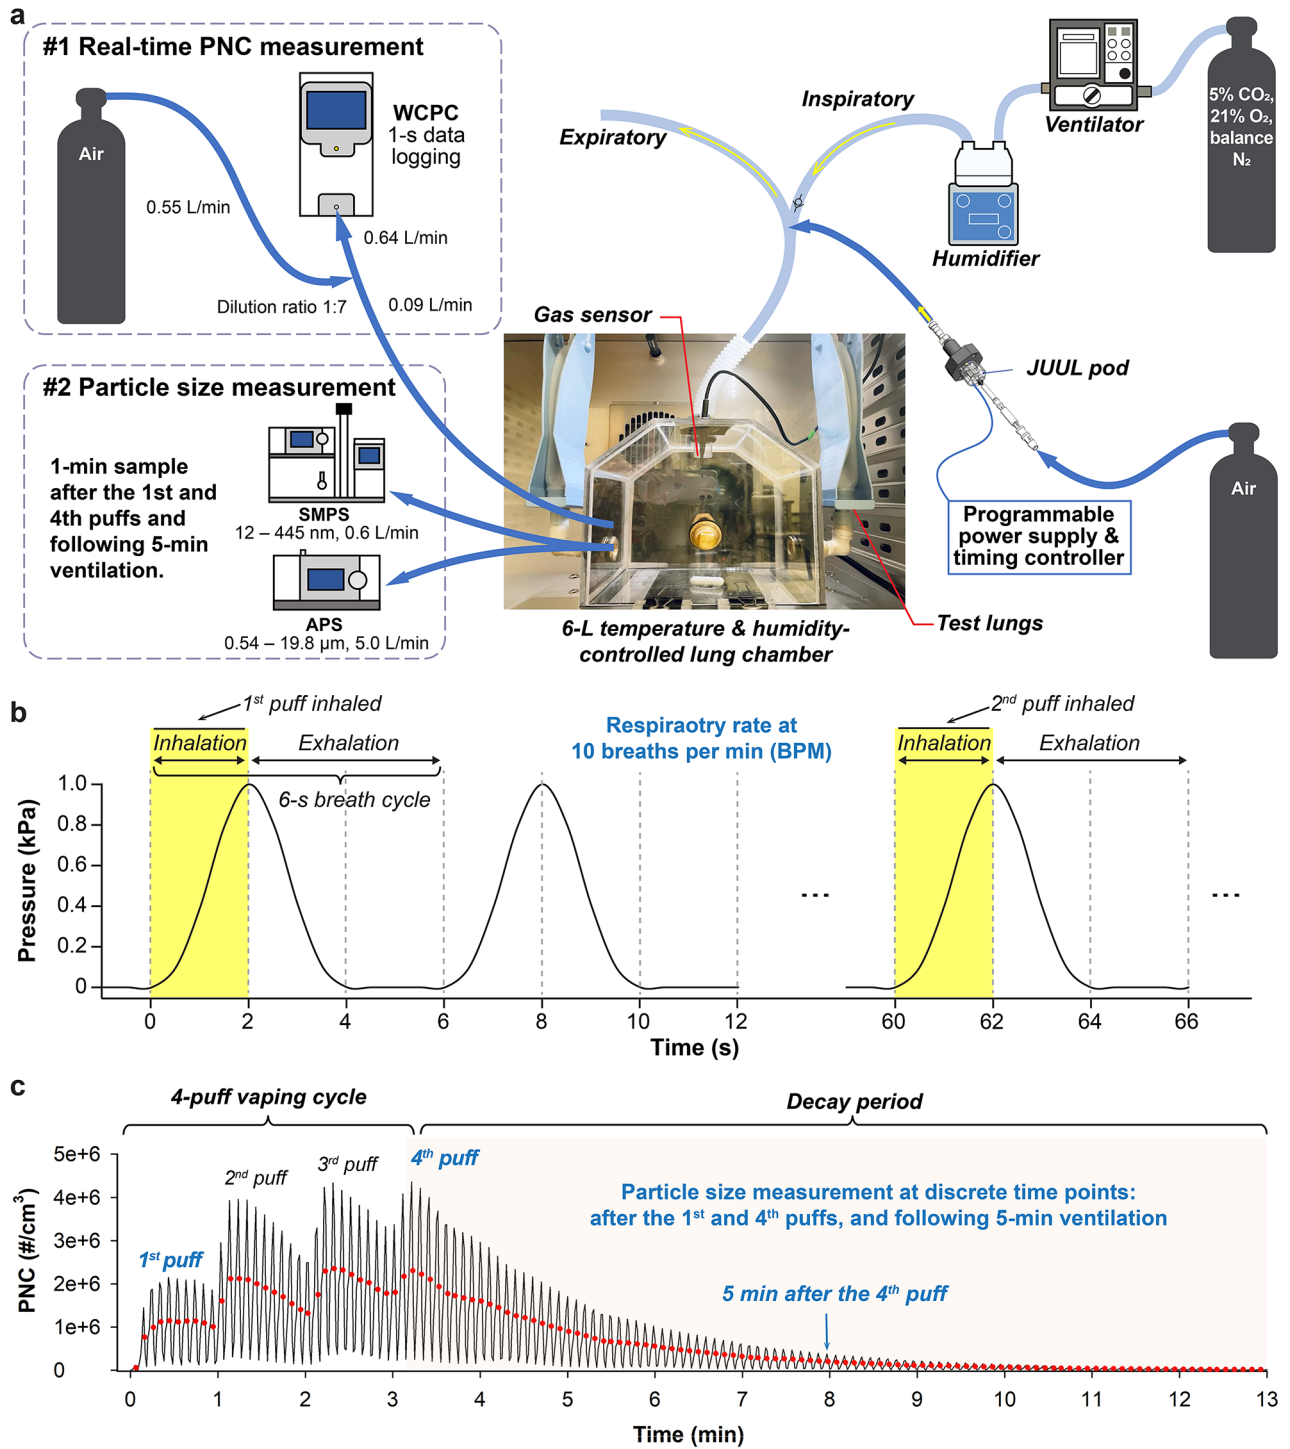 a
#1 Real-time PNC measurement
Air
0.55 L/min
WCPC
1-s data
logging
0.64 L/min
Dilution ratio 1:7
0.09 L/min
#2 Particle size measurement
1-min sample
after the 1st and
4th puffs and
following 5-min
ventilation.
SMPS
12 – 445 nm, 0.6 L/min
APS
0.54 – 19.8 µm, 5.0 L/min
Expiratory
Inspiratory
Ventilator
5% CO₂,
21% O₂,
balance
N₂
Humidifier
Gas sensor
JUUL pod
Programmable
power supply &
timing controller
Air
Test lungs
6-L temperature & humidity-
controlled lung chamber
b
1st puff inhaled
Inhalation
Exhalation
6-s breath cycle
Respiraotry rate at
10 breaths per min (BPM)
2nd puff inhaled
Inhalation
Exhalation
Pressure (kPa)
1.0
0.8
0.6
0.4
0.2
0
...
...
0 2 4 6 8 10 12 60 62 64 66
Time (s)
c
4-puff vaping cycle
Decay period
PNC (#/cm³)
5e+6
4e+6
3e+6
2e+6
1e+6
0
1st puff
2nd puff
3rd puff
4th puff
Particle size measurement at discrete time points:
after the 1st and 4th puffs, and following 5-min ventilation
5 min after the 4th puff
0 1 2 3 4 5 6 7 8 9 10 11 12 13
Time (min)